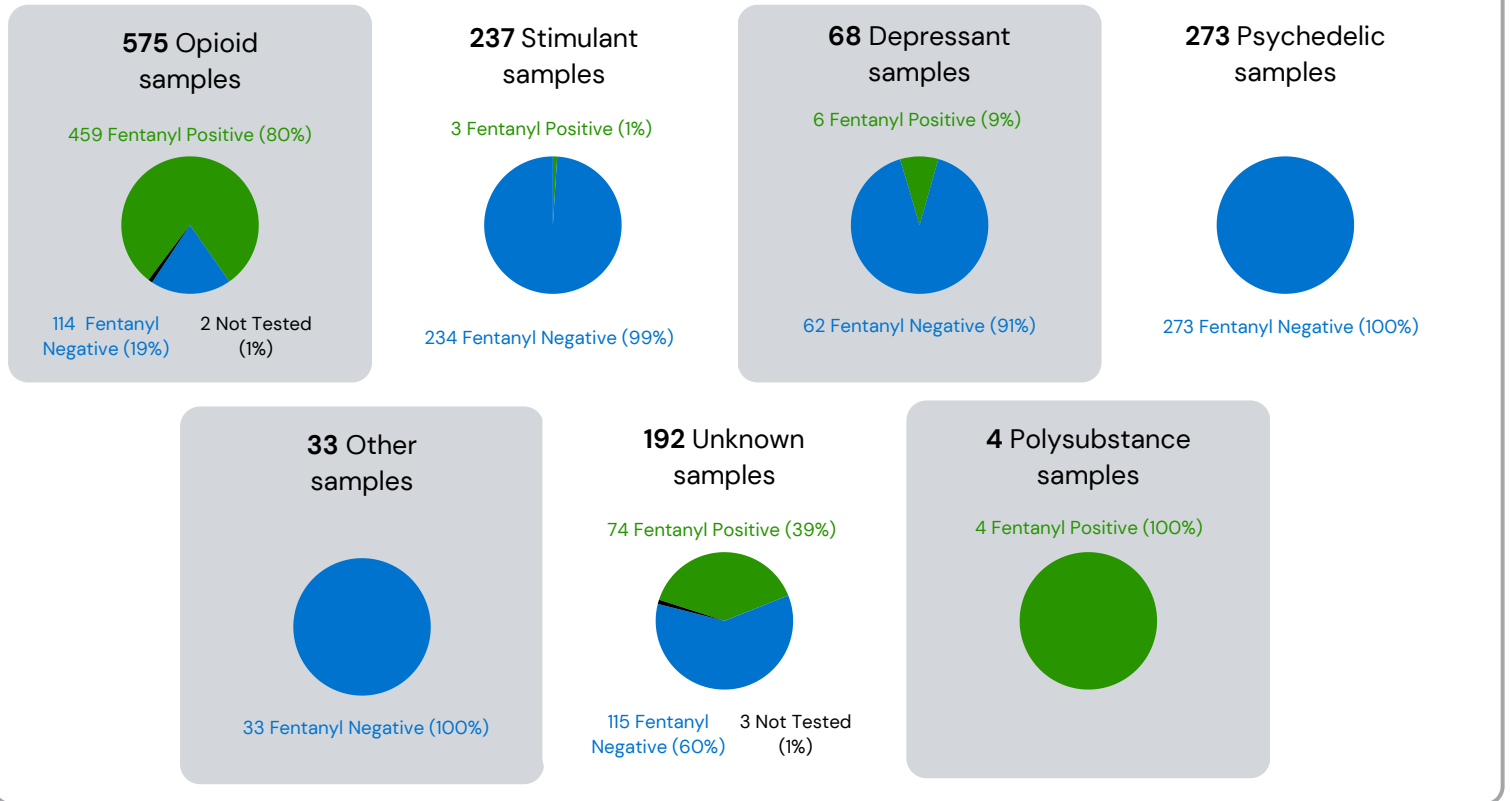 575 Opioid
samples
459 Fentanyl Positive (80%)
114 Fentanyl
Negative (19%)
2 Not Tested
(1%)
237 Stimulant
samples
3 Fentanyl Positive (1%)
234 Fentanyl Negative (99%)
68 Depressant
samples
6 Fentanyl Positive (9%)
62 Fentanyl Negative (91%)
273 Psychedelic
samples
273 Fentanyl Negative (100%)
33 Other
samples
33 Fentanyl Negative (100%)
192 Unknown
samples
74 Fentanyl Positive (39%)
115 Fentanyl
Negative (60%)
3 Not Tested
(1%)
4 Polysubstance
samples
4 Fentanyl Positive (100%)